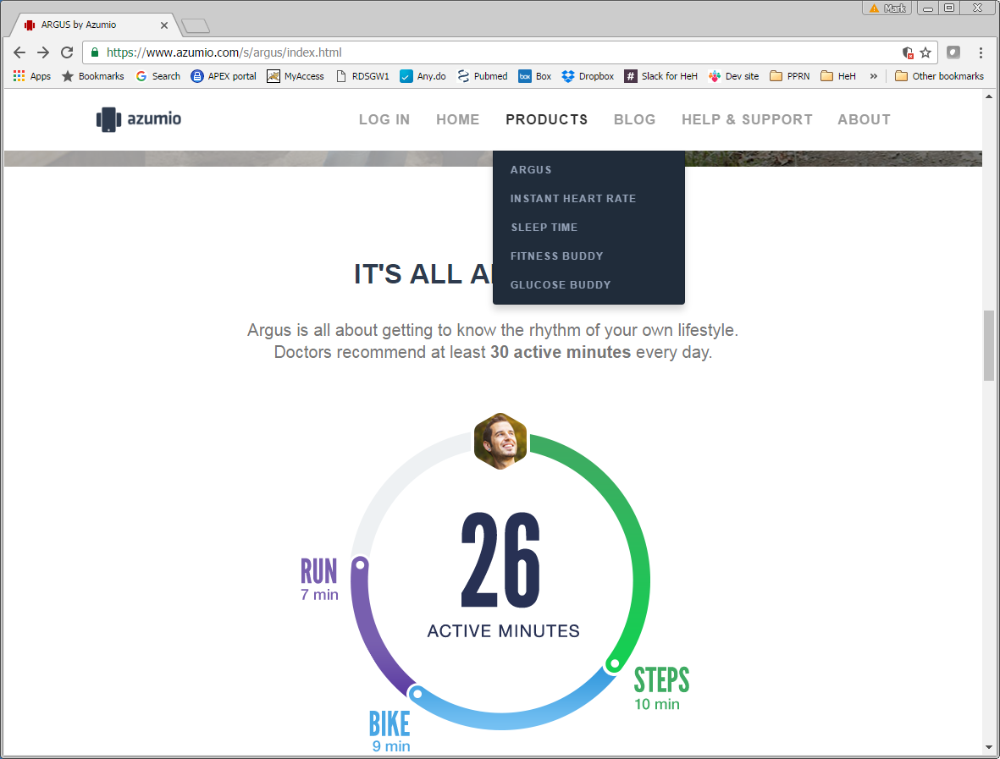 Mark
ARGUS by Azumio
https://www.azumio.com/s/argus/index.html
Apps Bookmarks Search APEX portal MyAccess RDSGW1 Any.do Pubmed box Box Dropbox # Slack for HeH Dev site PPRN HeH » Other bookmarks
azumio LOG IN HOME PRODUCTS BLOG HELP & SUPPORT ABOUT
ARGUS
INSTANT HEART RATE
SLEEP TIME
FITNESS BUDDY
GLUCOSE BUDDY
IT'S ALL A
Argus is all about getting to know the rhythm of your own lifestyle.
Doctors recommend at least 30 active minutes every day.
26
ACTIVE MINUTES
RUN
7 min
STEPS
10 min
BIKE
9 min